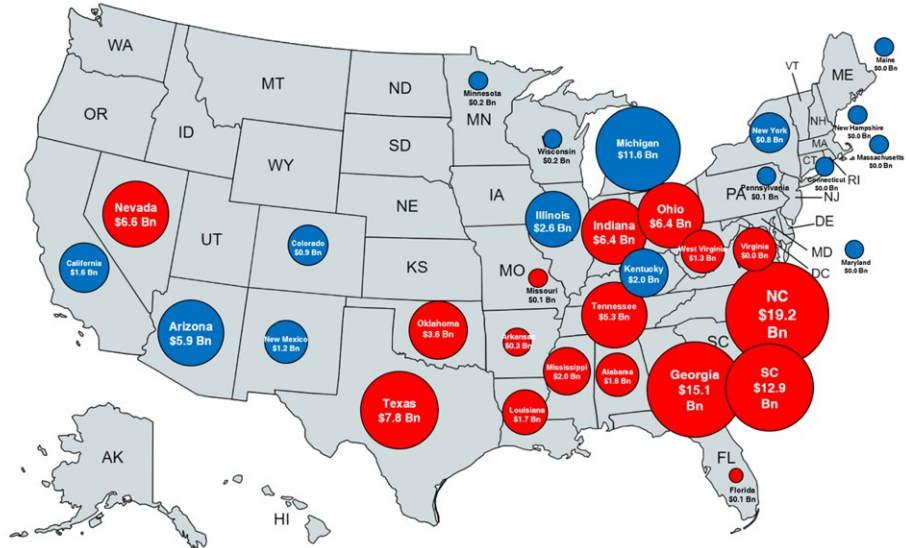 WA
MT
ND
OR
ID
WY
SD
NE
IA
UT
KS
MO
MN
Minnesota
$0.2 Bn
Wisconsin
$0.2 Bn
Michigan
$11.6 Bn
VT
ME
Maine
$0.0 Bn
NH
New Hampshire
$0.0 Bn
MA
Massachusetts
$0.0 Bn
New York
$0.8 Bn
CT
Connecticut
$0.0 Bn
RI
PA
Pennsylvania
$0.1 Bn
NJ
DE
MD
Maryland
$0.0 Bn
DC
Nevada
$6.6 Bn
California
$1.6 Bn
Colorado
$0.9 Bn
Illinois
$2.6 Bn
Indiana
$6.4 Bn
Ohio
$6.4 Bn
West Virginia
$1.3 Bn
Virginia
$0.0 Bn
Kentucky
$2.0 Bn
Missouri
$0.1 Bn
Arizona
$5.9 Bn
New Mexico
$1.2 Bn
Oklahoma
$3.6 Bn
Arkansas
$0.3 Bn
Tennessee
$5.3 Bn
NC
$19.2
Bn
SC
SC
$12.9
Bn
Georgia
$15.1
Bn
Alabama
$1.6 Bn
Mississippi
$2.0 Bn
Louisiana
$1.7 Bn
Texas
$7.8 Bn
FL
Florida
$0.1 Bn
AK
HI